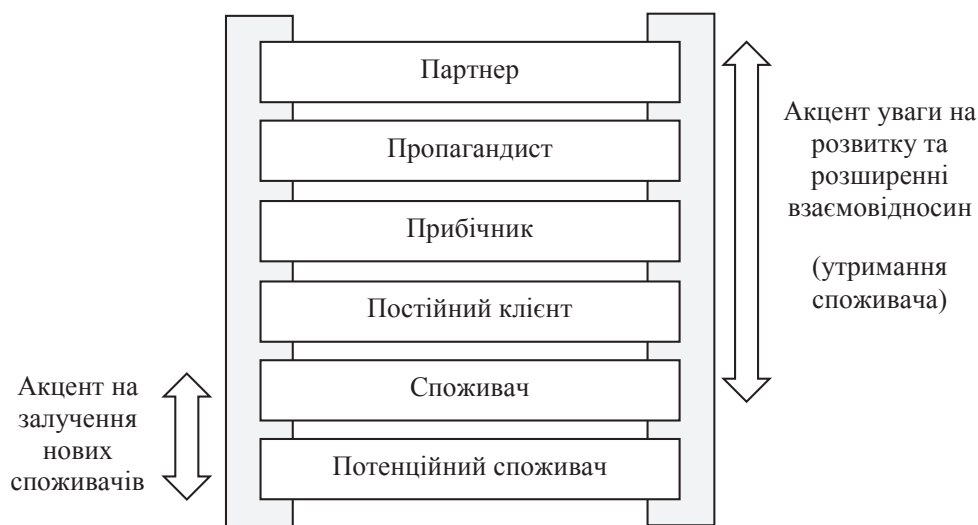 Партнер
Пропагандист
Прибічник
Постійний клієнт
Споживач
Потенційний споживач
Акцент уваги на
розвитку та
розширенні
взаємовідносин
(утримання
споживача)
Акцент на
залучення
нових
споживачів